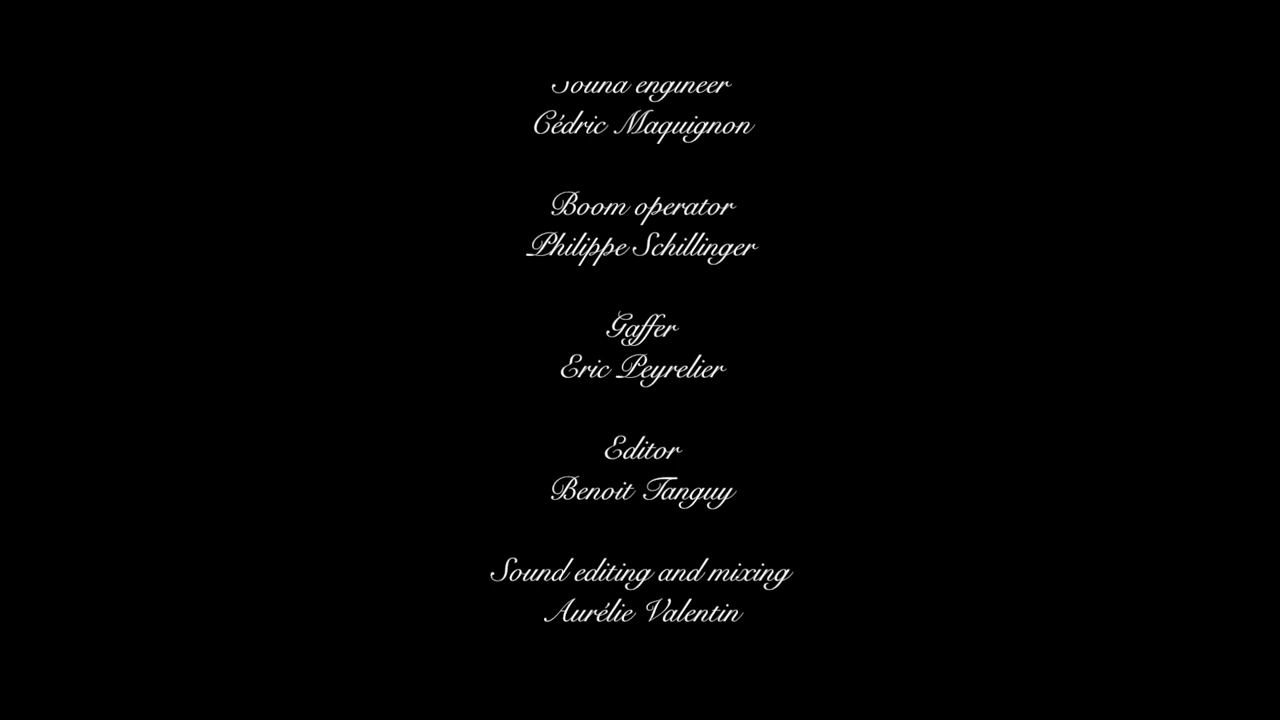 Sound engineer
Cédric Maquignon
Boom operator
Philippe Schillinger
Gaffer
Eric Peyrelier
Editor
Benoit Tanguy
Sound editing and mixing
Aurélie Valentin